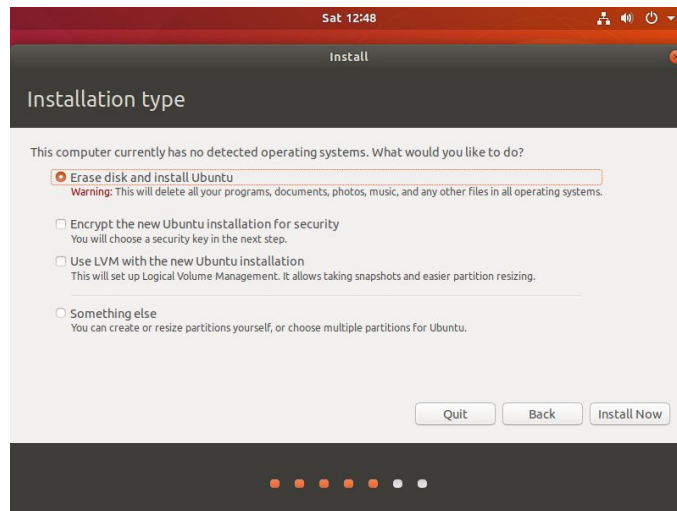 Sat 12:48
Install
Installation type
This computer currently has no detected operating systems. What would you like to do?
Erase disk and install Ubuntu
Warning: This will delete all your programs, documents, photos, music, and any other files in all operating systems.
Encrypt the new Ubuntu installation for security
You will choose a security key in the next step.
Use LVM with the new Ubuntu installation
This will set up Logical Volume Management. It allows taking snapshots and easier partition resizing.
Something else
You can create or resize partitions yourself, or choose multiple partitions for Ubuntu.
Quit Back Install Now